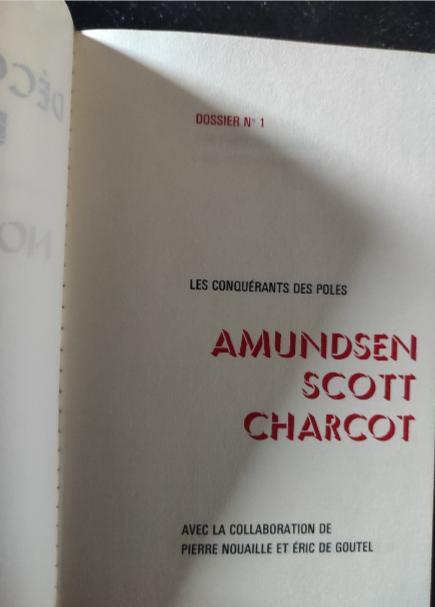 DOSSIER N° 1
LES CONQUÉRANTS DES POLES
AMUNDSEN
SCOTT
CHARCOT
AVEC LA COLLABORATION DE
PIERRE NOUAILLE ET ÉRIC DE GOUTEL